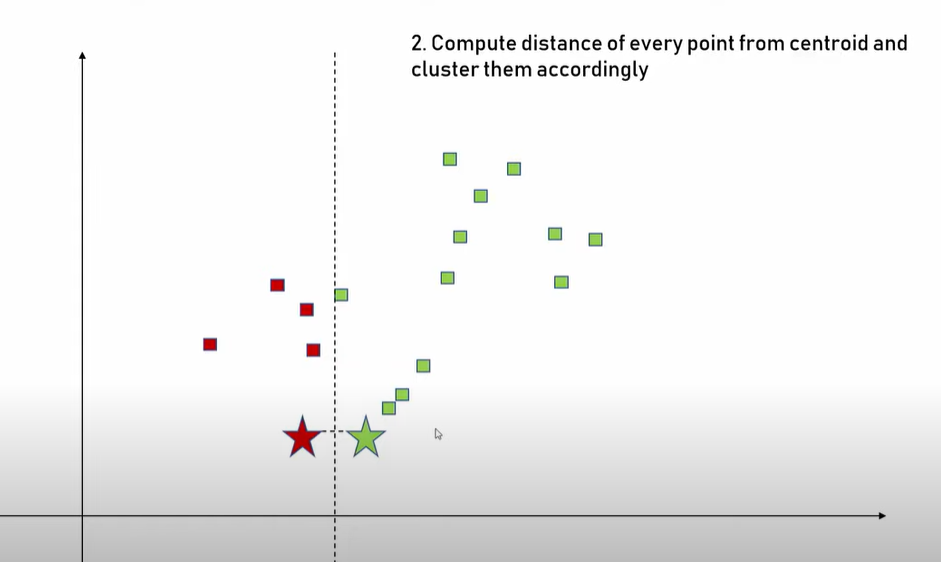 2. Compute distance of every point from centroid and
cluster them accordingly